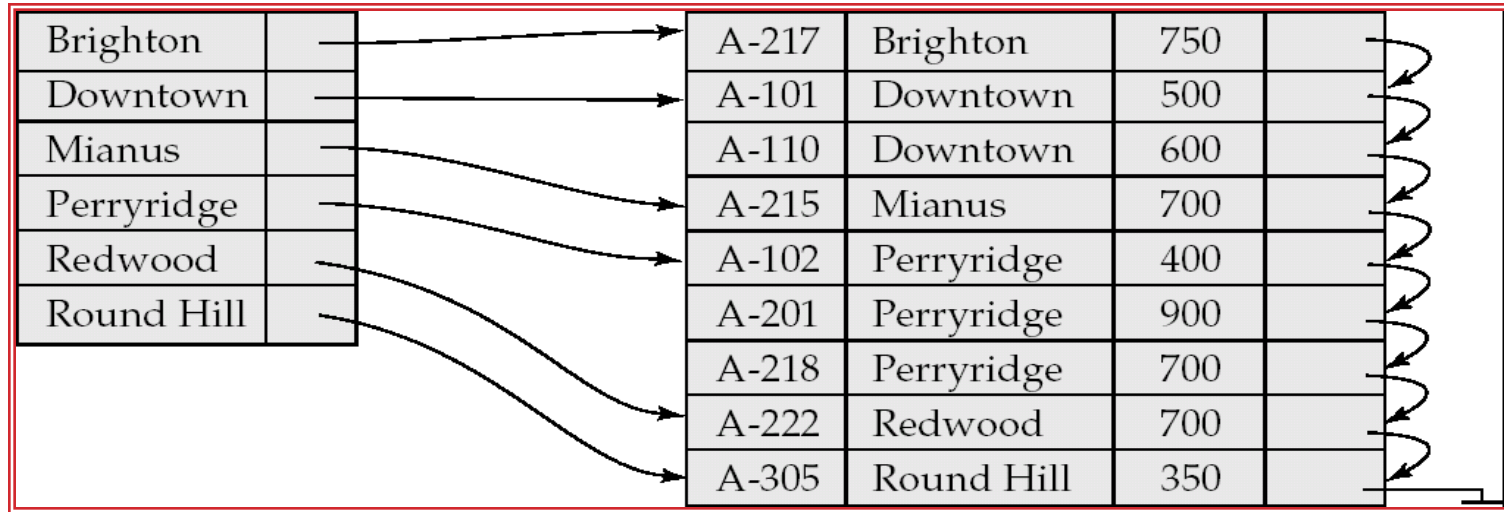 Brighton
Downtown
Mianus
Perryridge
Redwood
Round Hill
A-217 Brighton 750
A-101 Downtown 500
A-110 Downtown 600
A-215 Mianus 700
A-102 Perryridge 400
A-201 Perryridge 900
A-218 Perryridge 700
A-222 Redwood 700
A-305 Round Hill 350